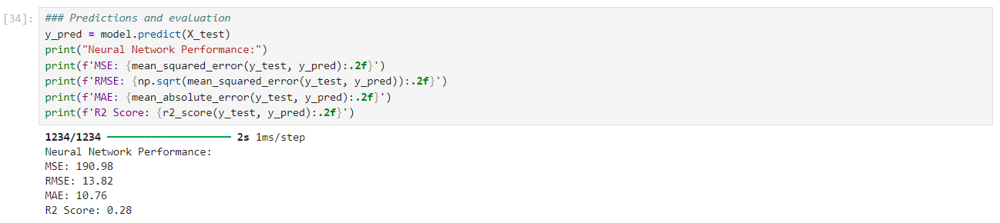 [34]: ### Predictions and evaluation
y_pred = model.predict(X_test)
print("Neural Network Performance:")
print(f'MSE: {mean_squared_error(y_test, y_pred):.2f}')
print(f'RMSE: {np.sqrt(mean_squared_error(y_test, y_pred)):.2f}')
print(f'MAE: {mean_absolute_error(y_test, y_pred):.2f}')
print(f'R2 Score: {r2_score(y_test, y_pred):.2f}')
1234/1234 ━━━━━━━━━━━━━━━━━━━━ 2s 1ms/step
Neural Network Performance:
MSE: 190.98
RMSE: 13.82
MAE: 10.76
R2 Score: 0.28